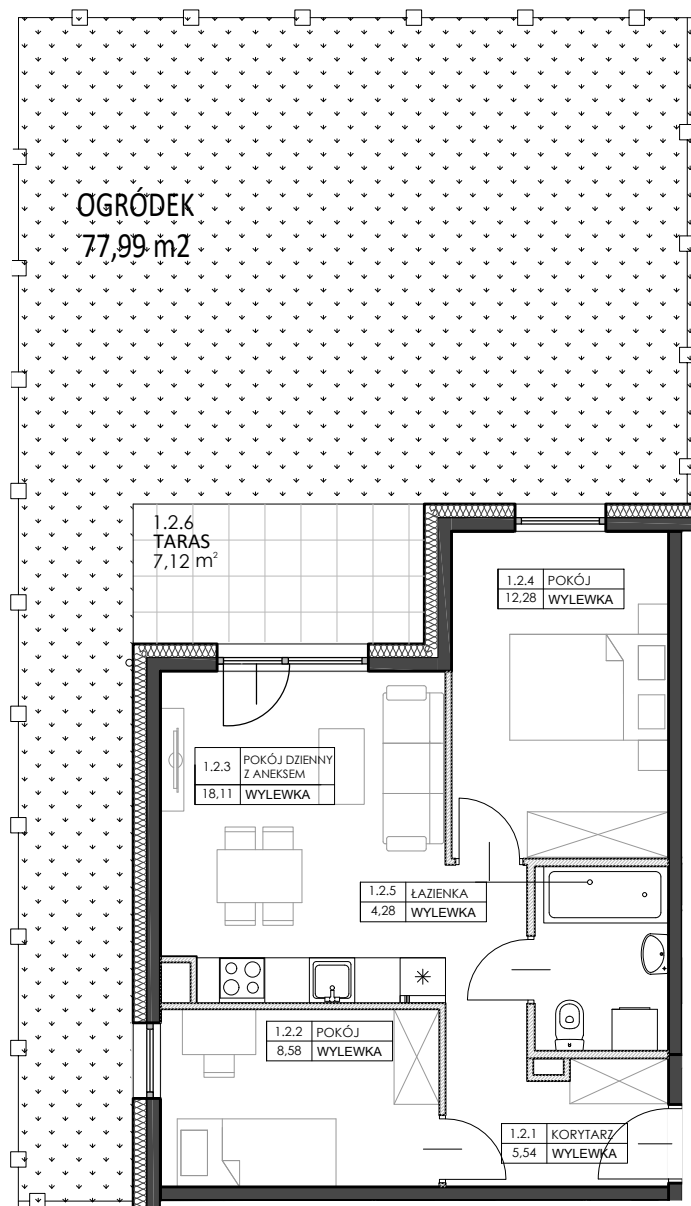 OGRÓDEK
77,99 m2
1.2.6
TARAS
7,12 m²
1.2.4 POKÓJ
12,28 WYLEWKA
1.2.3 POKÓJ DZIENNY
Z ANEKSEM
18,11 WYLEWKA
1.2.5 ŁAZIENKA
4,28 WYLEWKA
1.2.2 POKÓJ
8,58 WYLEWKA
1.2.1 KORYTARZ
5,54 WYLEWKA